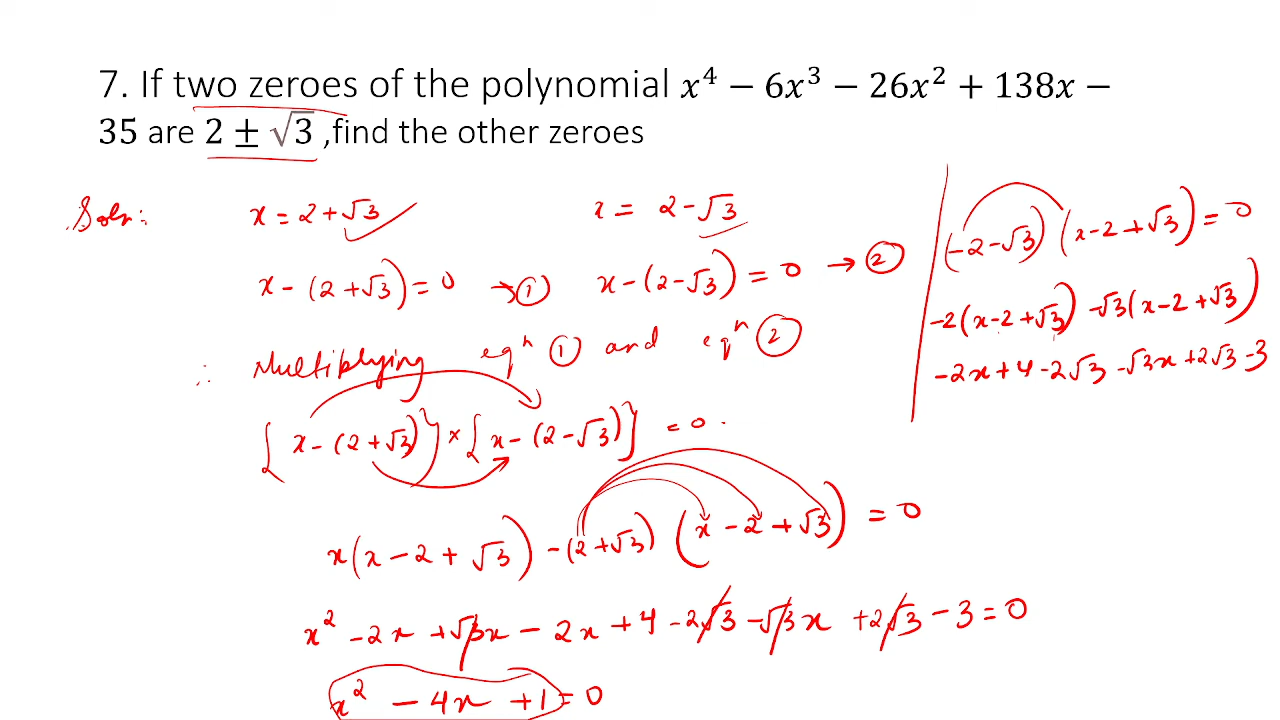 7. If two zeroes of the polynomial x⁴ − 6x³ − 26x² + 138x −
35 are 2 ± √3 ,find the other zeroes
Soln:
x = 2 + √3
x = 2 - √3
x - (2 + √3) = 0 → ①
x - (2 - √3) = 0 → ②
∴ Multiplying eqⁿ ① and eqⁿ ②
{x - (2 + √3)} × {x - (2 - √3)} = 0.
x(x - 2 + √3) - (2 + √3) (x - 2 + √3) = 0
x² - 2x + √3x - 2x + 4 - 2√3 - √3x + 2√3 - 3 = 0
x² - 4x + 1 = 0
(-2 - √3) (x - 2 + √3) = 0
-2(x - 2 + √3) - √3(x - 2 + √3)
-2x + 4 - 2√3 - √3x + 2√3 - 3